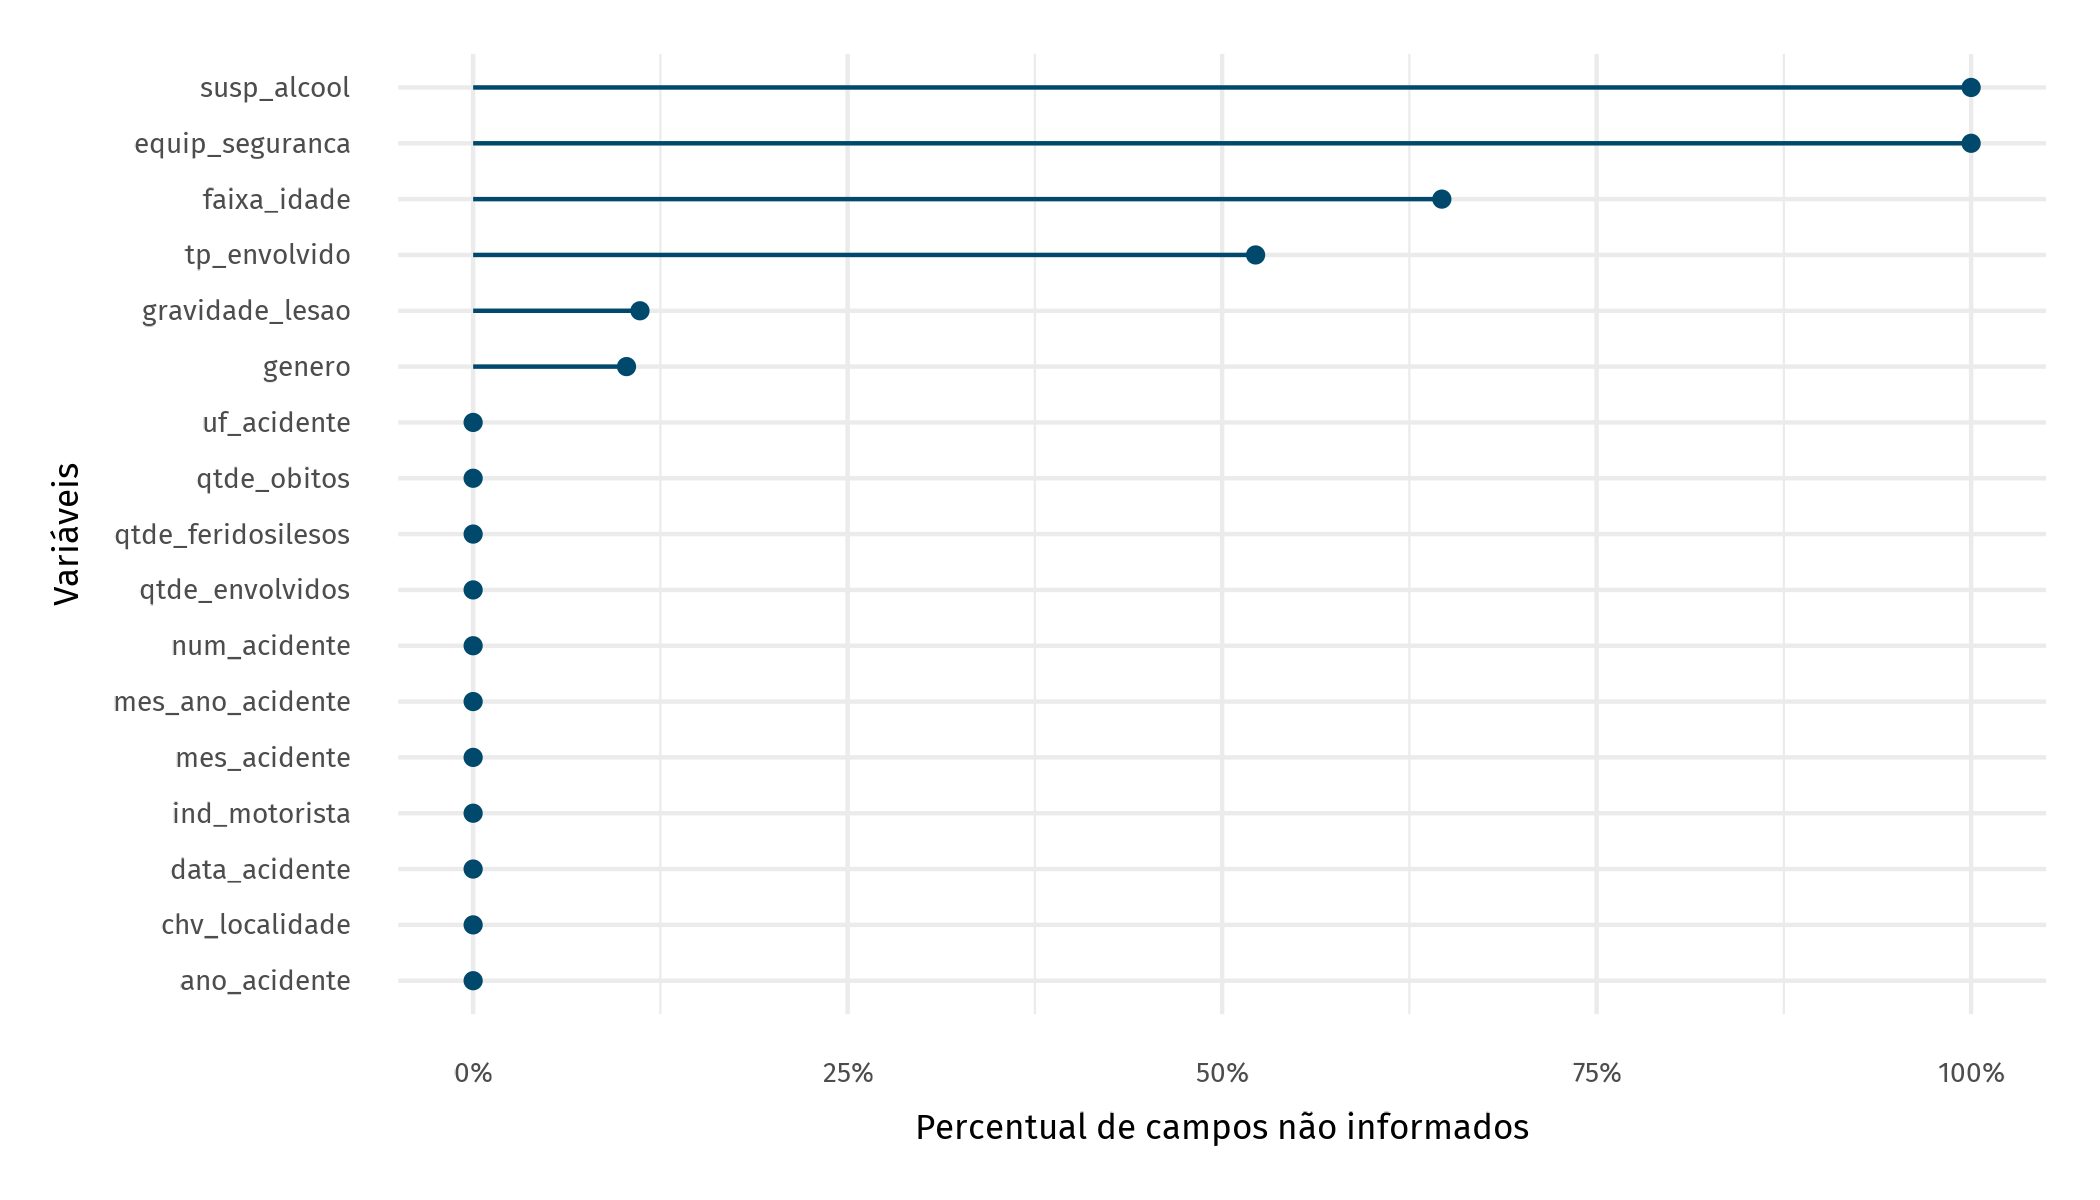 Variáveis
susp_alcool
equip_seguranca
faixa_idade
tp_envolvido
gravidade_lesao
genero
uf_acidente
qtde_obitos
qtde_feridosilesos
qtde_envolvidos
num_acidente
mes_ano_acidente
mes_acidente
ind_motorista
data_acidente
chv_localidade
ano_acidente
0% 25% 50% 75% 100%
Percentual de campos não informados